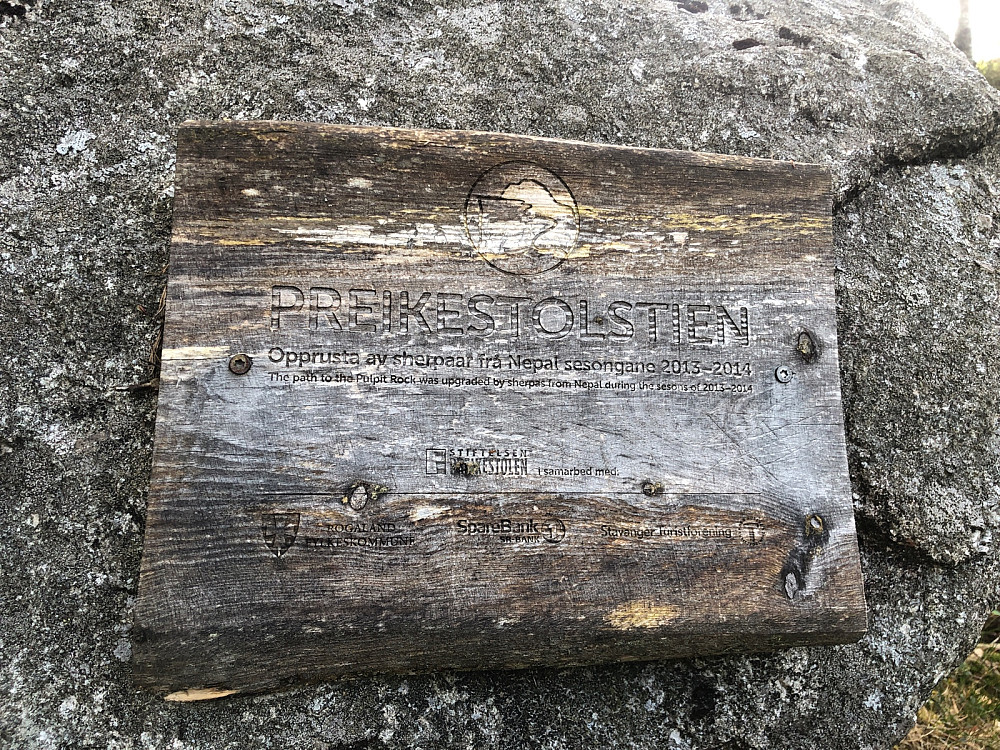 PREIKESTOLSTIEN
Opprusta av sherpaar frå Nepal sesongane 2013–2014
The path to the Pulpit Rock was upgraded by sherpas from Nepal during the sesons of 2013–2014
STIFTELSEN
PREIKESTOLEN
i samarbed med:
ROGALAND
FYLKESKOMMUNE
SpareBank 1
SR-BANK
Stavanger Turistforening